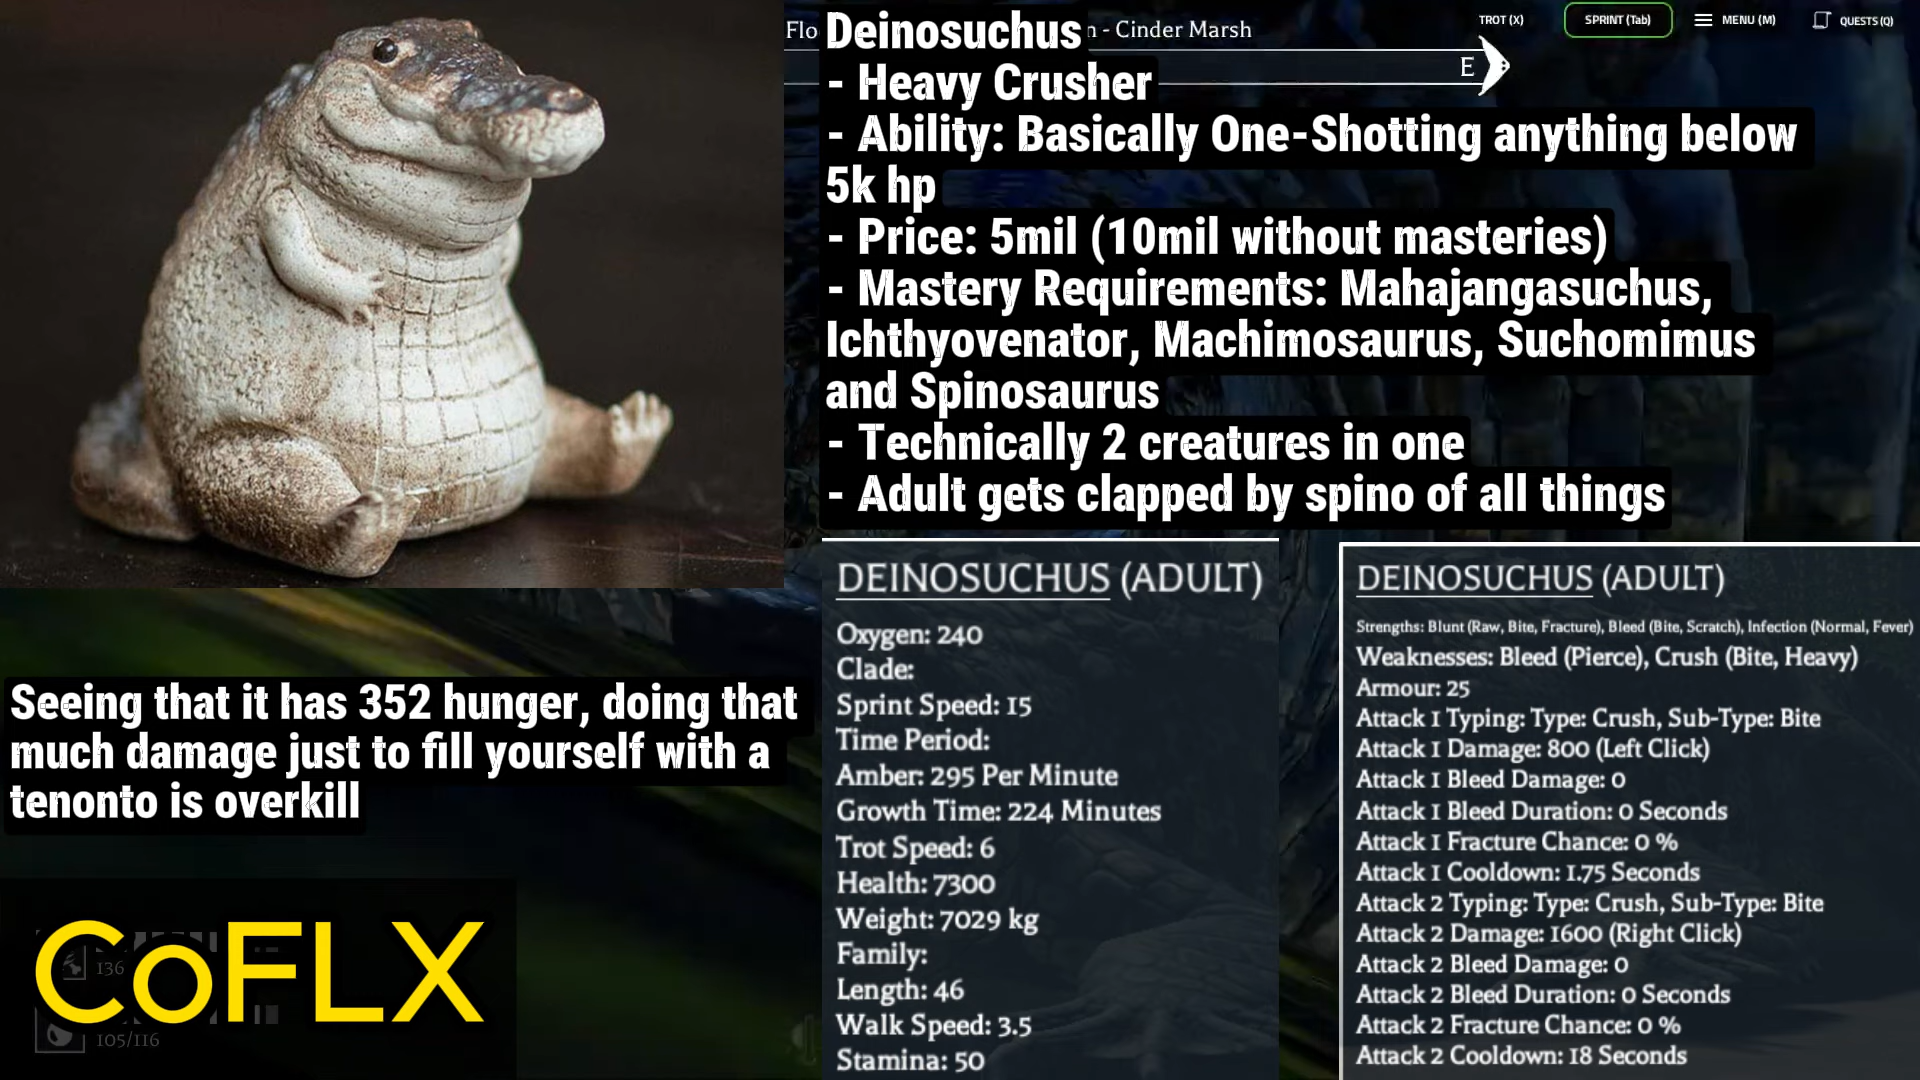 Flo
n - Cinder Marsh
TROT (X)
SPRINT (Tab)
MENU (M)
QUESTS (Q)
E
Deinosuchus
- Heavy Crusher
- Ability: Basically One-Shotting anything below
5k hp
- Price: 5mil (10mil without masteries)
- Mastery Requirements: Mahajangasuchus,
Ichthyovenator, Machimosaurus, Suchomimus
and Spinosaurus
- Technically 2 creatures in one
- Adult gets clapped by spino of all things
Seeing that it has 352 hunger, doing that
much damage just to fill yourself with a
tenonto is overkill
CoFLX
136
105/116
DEINOSUCHUS (ADULT)
Oxygen: 240
Clade:
Sprint Speed: 15
Time Period:
Amber: 295 Per Minute
Growth Time: 224 Minutes
Trot Speed: 6
Health: 7300
Weight: 7029 kg
Family:
Length: 46
Walk Speed: 3.5
Stamina: 50
DEINOSUCHUS (ADULT)
Strengths: Blunt (Raw, Bite, Fracture), Bleed (Bite, Scratch), Infection (Normal, Fever)
Weaknesses: Bleed (Pierce), Crush (Bite, Heavy)
Armour: 25
Attack 1 Typing: Type: Crush, Sub-Type: Bite
Attack 1 Damage: 800 (Left Click)
Attack 1 Bleed Damage: 0
Attack 1 Bleed Duration: 0 Seconds
Attack 1 Fracture Chance: 0 %
Attack 1 Cooldown: 1.75 Seconds
Attack 2 Typing: Type: Crush, Sub-Type: Bite
Attack 2 Damage: 1600 (Right Click)
Attack 2 Bleed Damage: 0
Attack 2 Bleed Duration: 0 Seconds
Attack 2 Fracture Chance: 0 %
Attack 2 Cooldown: 18 Seconds